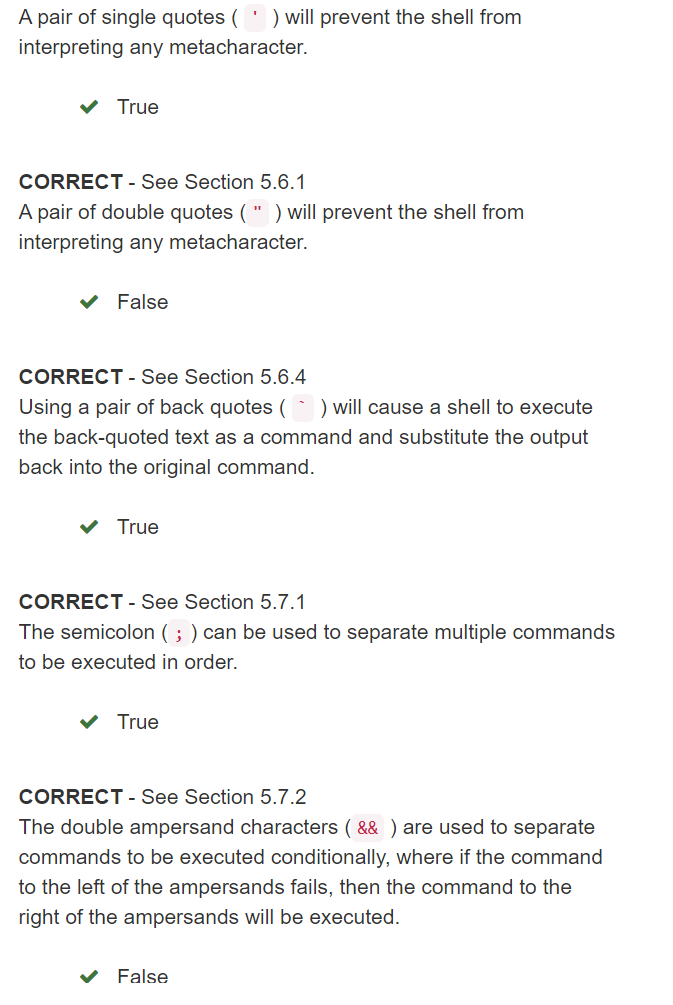 A pair of single quotes ( ' ) will prevent the shell from
interpreting any metacharacter.
True
CORRECT - See Section 5.6.1
A pair of double quotes ( " ) will prevent the shell from
interpreting any metacharacter.
False
CORRECT - See Section 5.6.4
Using a pair of back quotes ( ` ) will cause a shell to execute
the back-quoted text as a command and substitute the output
back into the original command.
True
CORRECT - See Section 5.7.1
The semicolon ( ; ) can be used to separate multiple commands
to be executed in order.
True
CORRECT - See Section 5.7.2
The double ampersand characters ( && ) are used to separate
commands to be executed conditionally, where if the command
to the left of the ampersands fails, then the command to the
right of the ampersands will be executed.
False